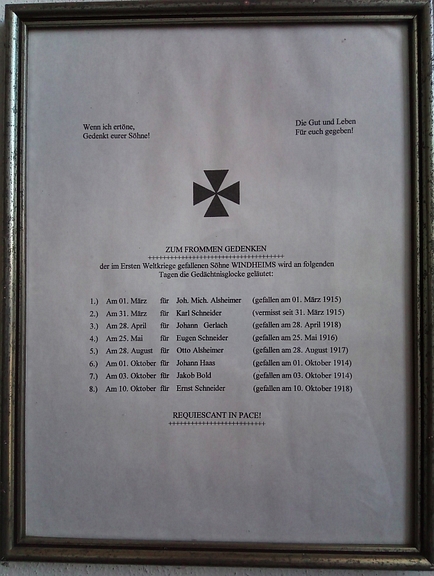 Wenn ich ertöne,
Gedenkt eurer Söhne!
Die Gut und Leben
Für euch gegeben!
ZUM FROMMEN GEDENKEN
++++++++++++++++++++++++++++++++++++
der im Ersten Weltkriege gefallenen Söhne WINDHEIMS wird an folgenden
Tagen die Gedächtnisglocke geläutet:
1.) Am 01. März für Joh. Mich. Alsheimer (gefallen am 01. März 1915)
2.) Am 31. März für Karl Schneider (vermisst seit 31. März 1915)
3.) Am 28. April für Johann Gerlach (gefallen am 28. April 1918)
4.) Am 25. Mai für Eugen Schneider (gefallen am 25. Mai 1916)
5.) Am 28. August für Otto Alsheimer (gefallen am 28. August 1917)
6.) Am 01. Oktober für Johann Haas (gefallen am 01. Oktober 1914)
7.) Am 03. Oktober für Jakob Bold (gefallen am 03. Oktober 1914)
8.) Am 10. Oktober für Ernst Schneider (gefallen am 10. Oktober 1918)
REQUIESCANT IN PACE!
++++++++++++++++++++++++++